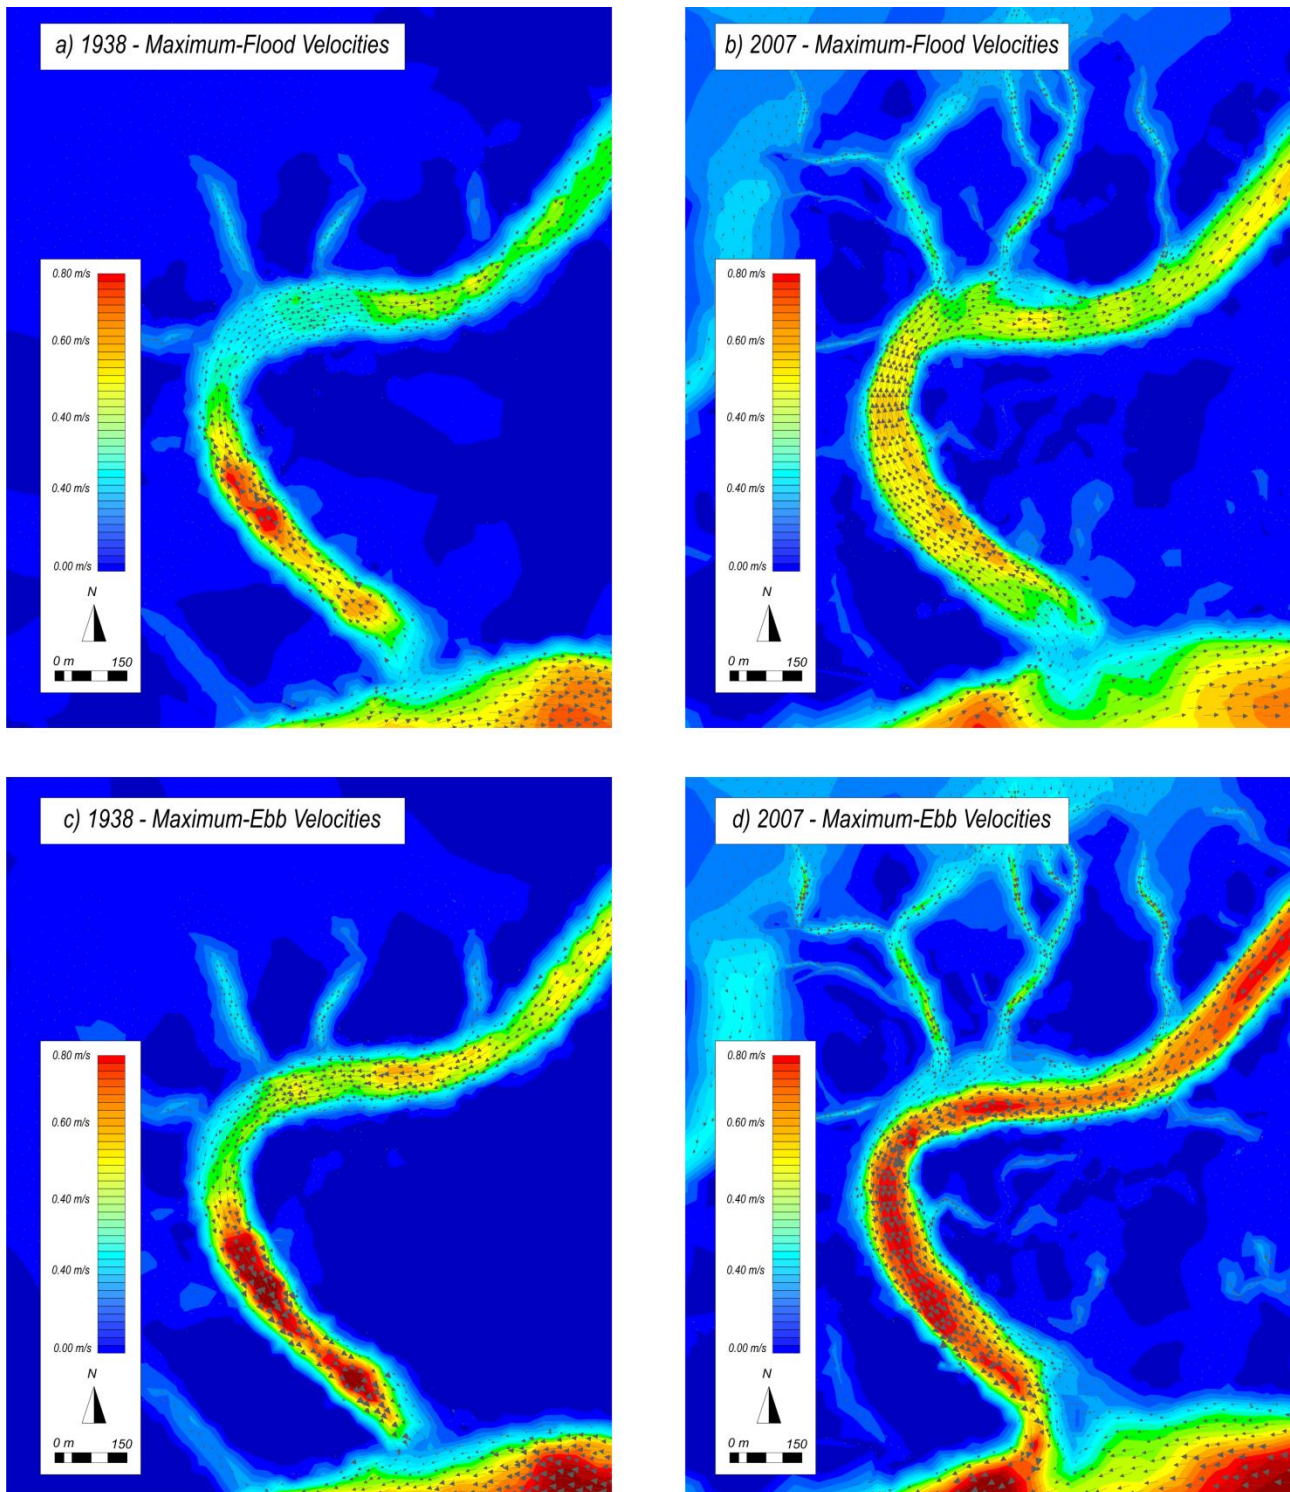 a) 1938 - Maximum-Flood Velocities
0.80 m/s
0.60 m/s
0.40 m/s
0.40 m/s
0.00 m/s
N
0 m 150
b) 2007 - Maximum-Flood Velocities
0.80 m/s
0.60 m/s
0.40 m/s
0.40 m/s
0.00 m/s
N
0 m 150
c) 1938 - Maximum-Ebb Velocities
0.80 m/s
0.60 m/s
0.40 m/s
0.40 m/s
0.00 m/s
N
0 m 150
d) 2007 - Maximum-Ebb Velocities
0.80 m/s
0.60 m/s
0.40 m/s
0.40 m/s
0.00 m/s
N
0 m 150